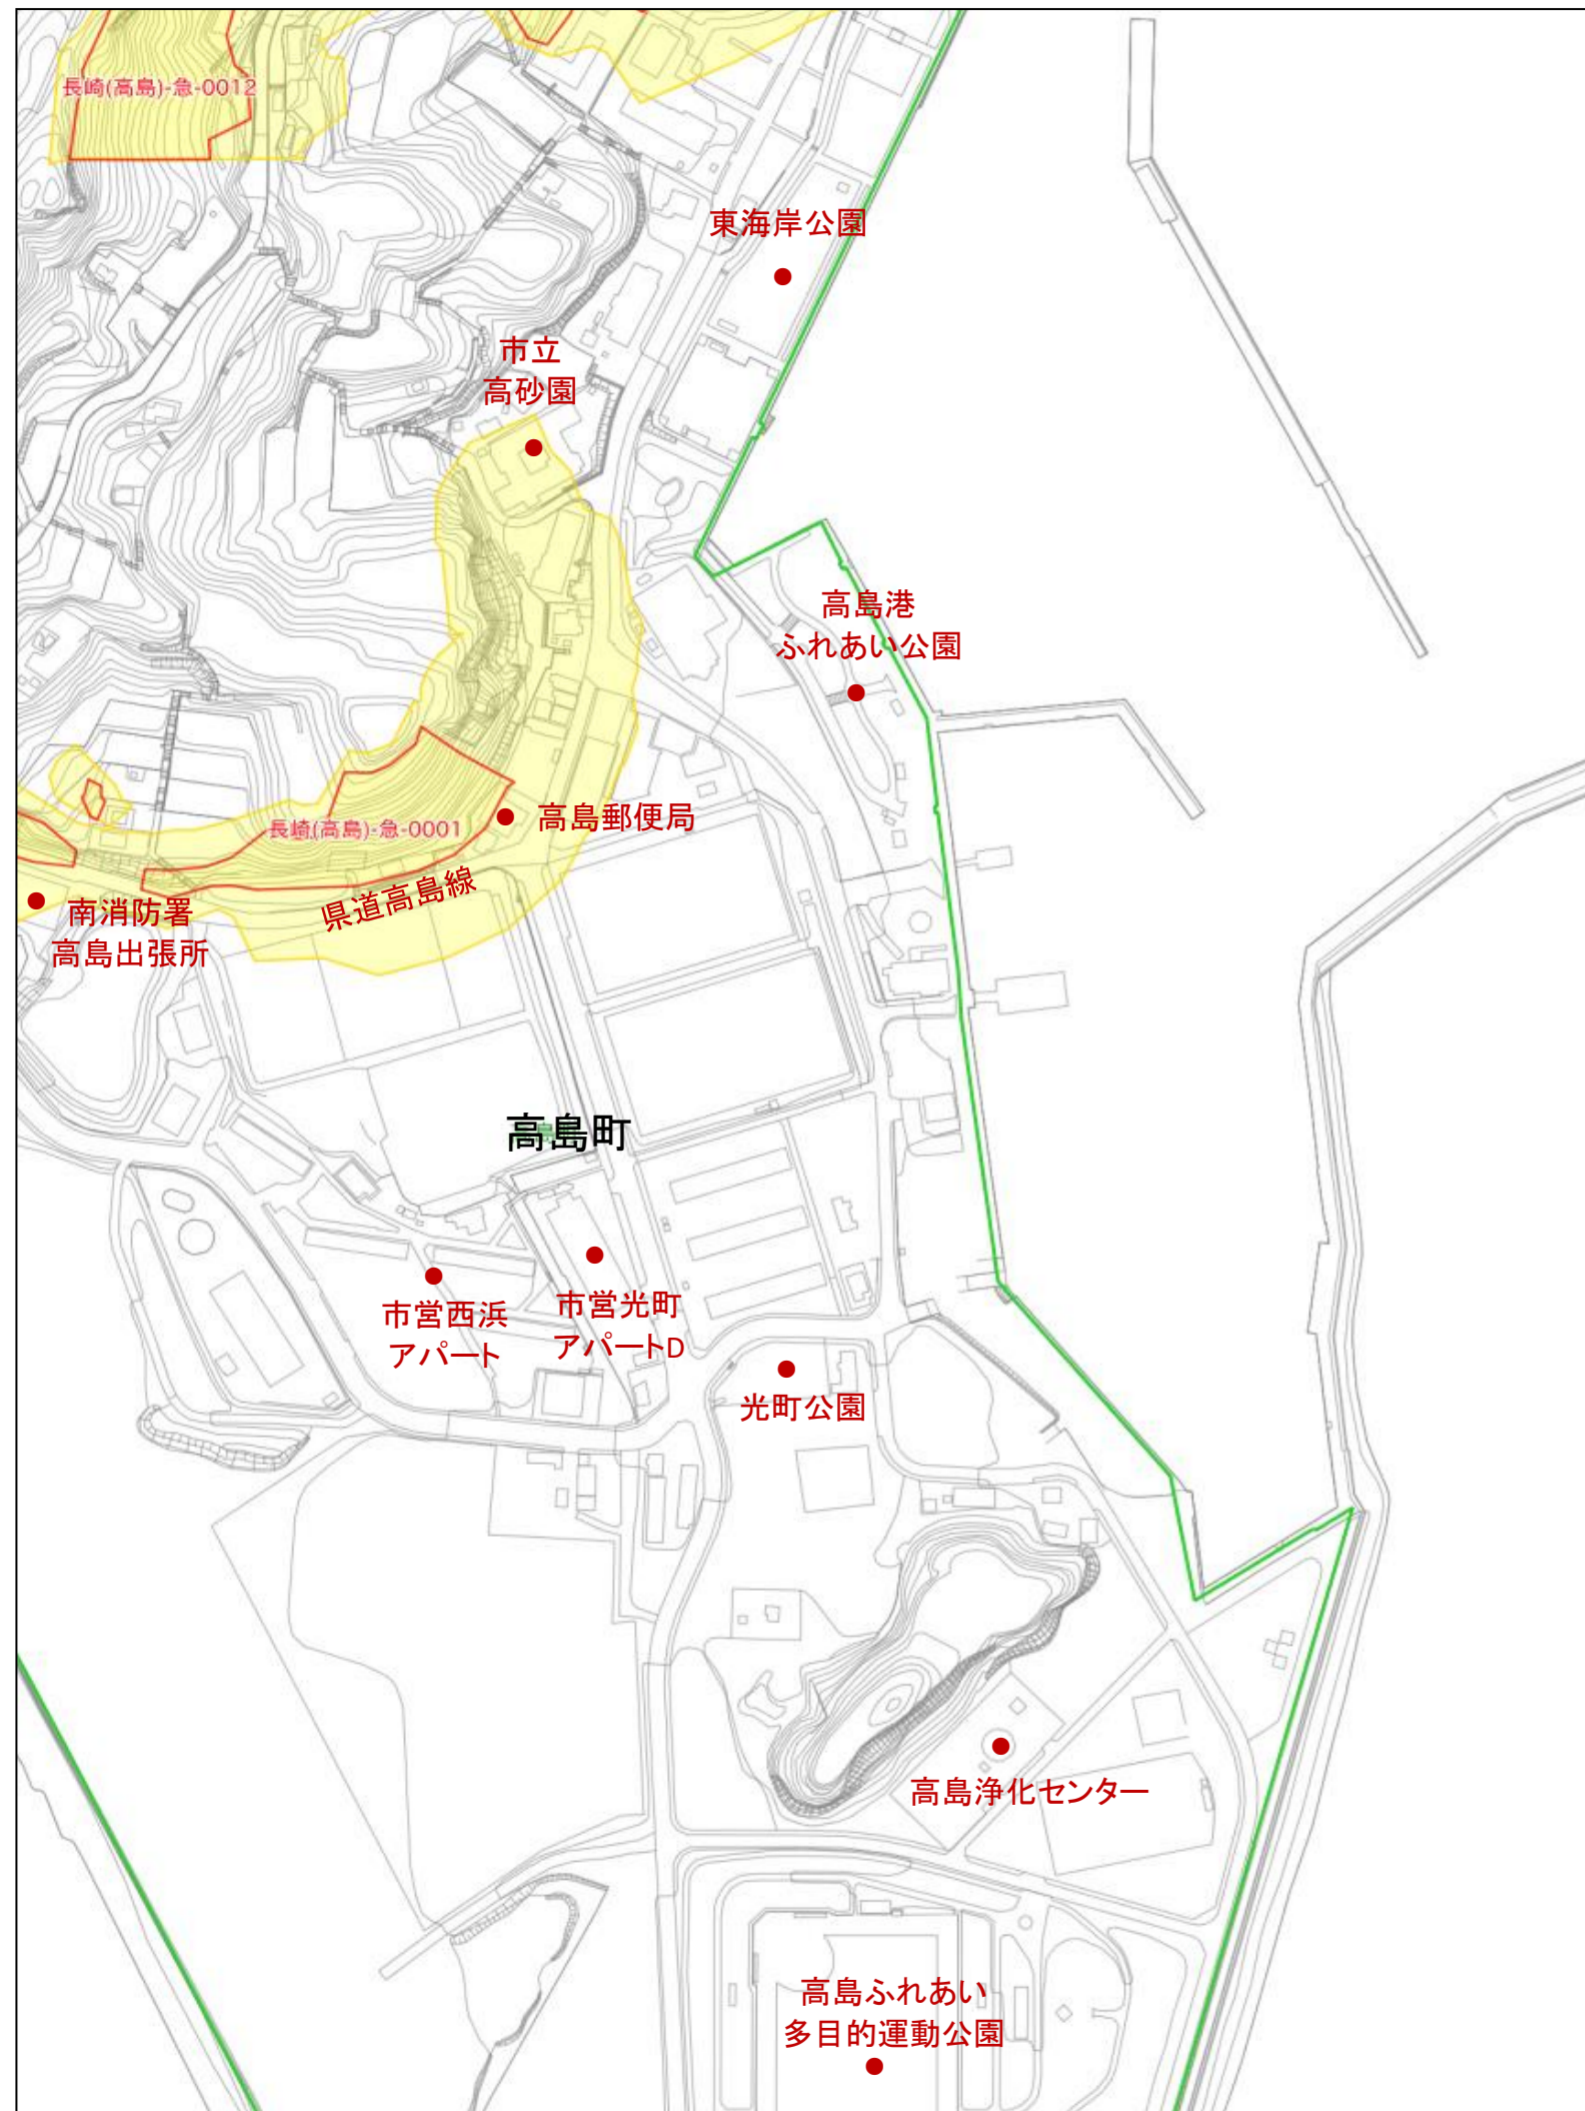 長崎(高島)-急-0012
東海岸公園
市立
高砂園
高島港
ふれあい公園
高島郵便局
長崎(高島)-急-0001
県道高島線
南消防署
高島出張所
高島町
市営西浜
アパート
市営光町
アパートD
光町公園
高島浄化センター
高島ふれあい
多目的運動公園